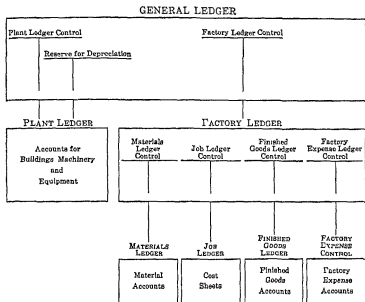 GENERAL LEDGER
Plant Ledger Control
Factory Ledger Control
Reserve for Depreciation
PLANT LEDGER
FACTORY LEDGER
Accounts for
Buildings Machinery
and
Equipment
Materials
Ledger
Control
Job Ledger
Control
Finished
Goods Ledger
Control
Factory
Expense Ledger
Control
MATERIALS
LEDGER
JOB
LEDGER
FINISHED
GOODS
LEDGER
FACTORY
EXPENSE
CONTROL
Material
Accounts
Cost
Sheets
Finished
Goods
Accounts
Factory
Expense
Accounts